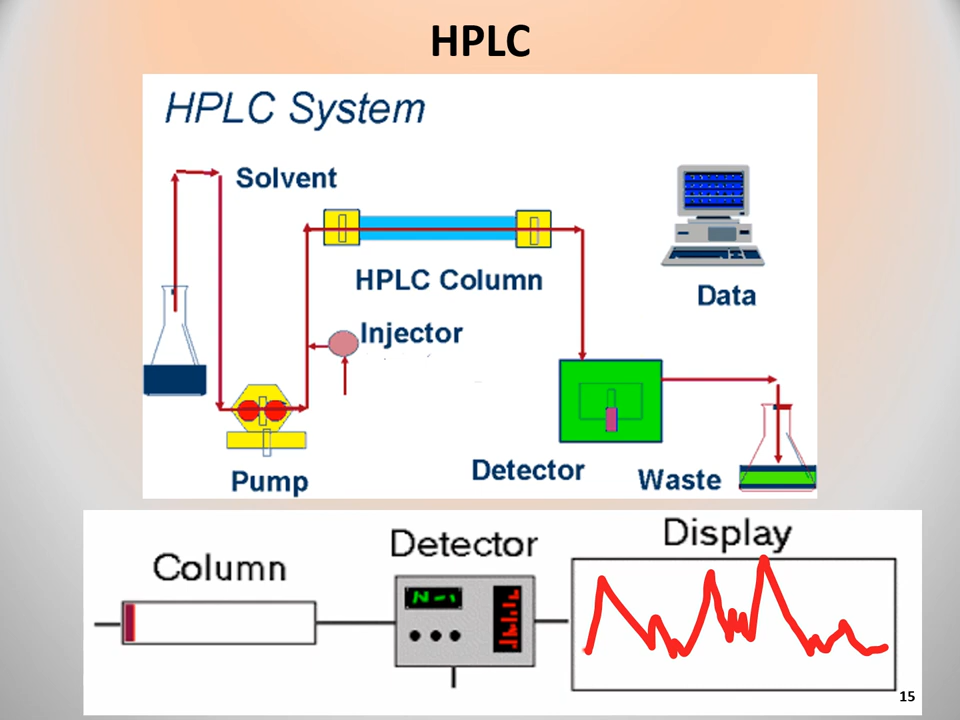 HPLC
HPLC System
Solvent
HPLC Column
Data
Injector
Detector
Waste
Pump
Column
Detector
Display
15